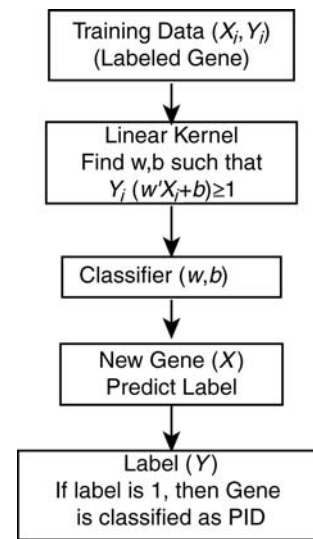 Training Data (Xi, Yi)
(Labeled Gene)
Linear Kernel
Find w,b such that
Yi (w'Xi+b)≥1
Classifier (w,b)
New Gene (X)
Predict Label
Label (Y)
If label is 1, then Gene
is classified as PID